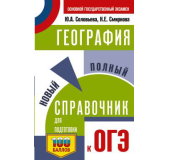 ОСНОВНОЙ ГОСУДАРСТВЕННЫЙ ЭКЗАМЕН
Ю.А. Соловьева, Н.Е. Смирнова
ГЕОГРАФИЯ
НОВЫЙ
ПОЛНЫЙ
СПРАВОЧНИК
ДЛЯ
ПОДГОТОВКИ
к ОГЭ
100
БАЛЛОВ